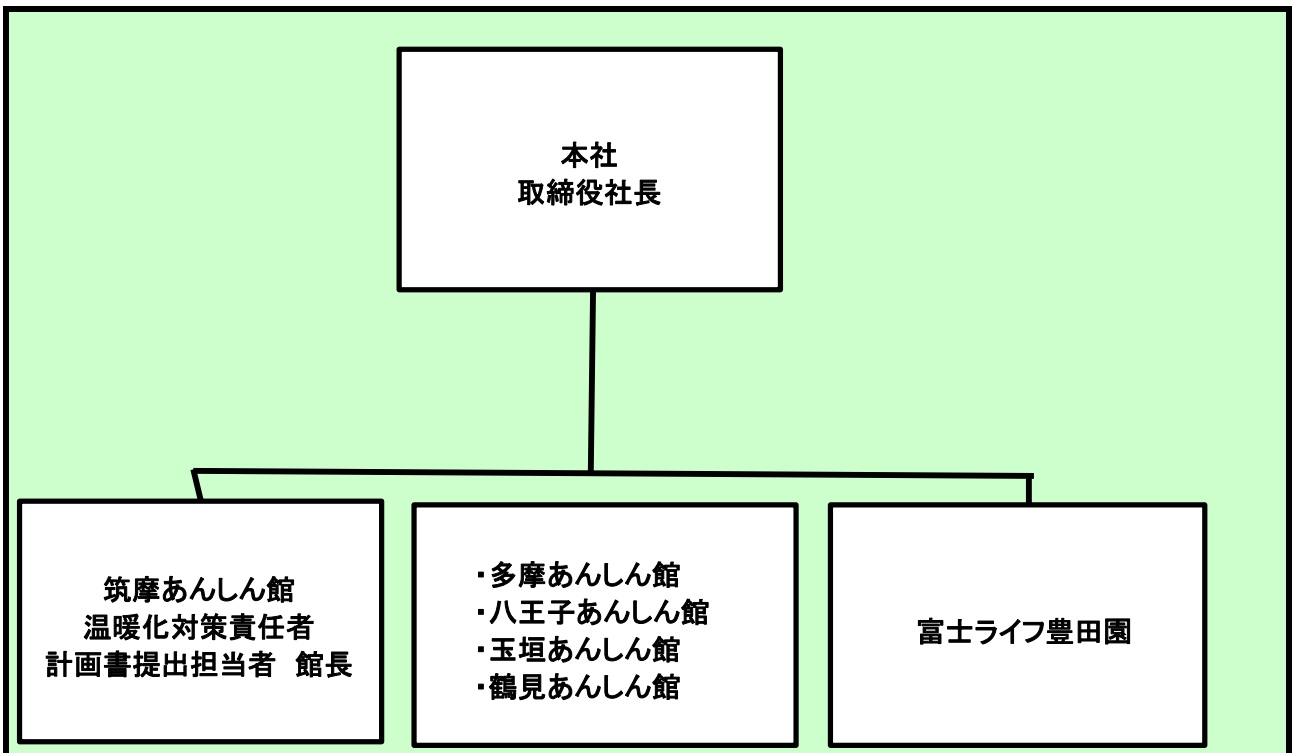 本社
取締役社長
筑摩あんしん館
温暖化対策責任者
計画書提出担当者　館長
・多摩あんしん館
・八王子あんしん館
・玉垣あんしん館
・鶴見あんしん館
富士ライフ豊田園